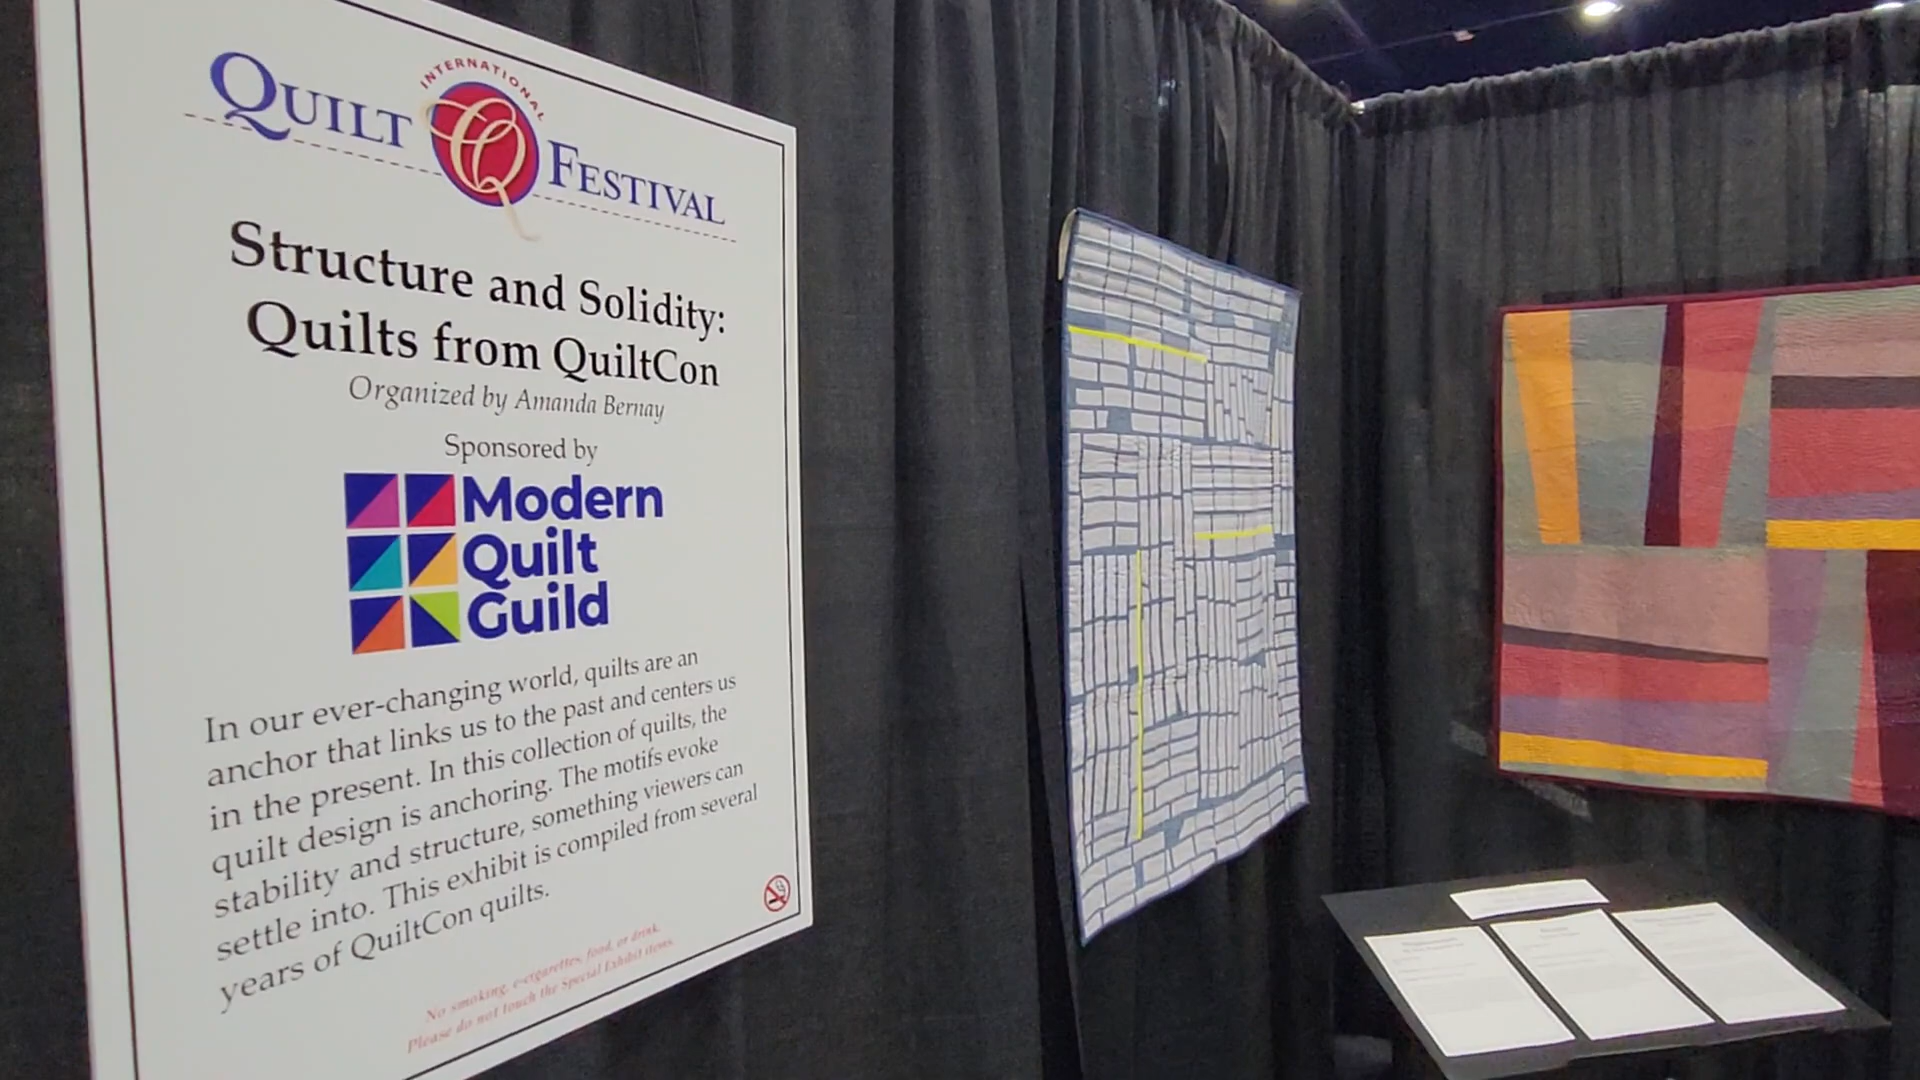 INTERNATIONAL
QUILT FESTIVAL
Structure and Solidity:
Quilts from QuiltCon
Organized by Amanda Bernay
Sponsored by
Modern
Quilt
Guild
In our ever-changing world, quilts are an
anchor that links us to the past and centers us
in the present. In this collection of quilts, the
quilt design is anchoring. The motifs evoke
stability and structure, something viewers can
settle into. This exhibit is compiled from several
years of QuiltCon quilts.
No smoking, e-cigarettes, food, or drink.
Please do not touch the Special Exhibit items.